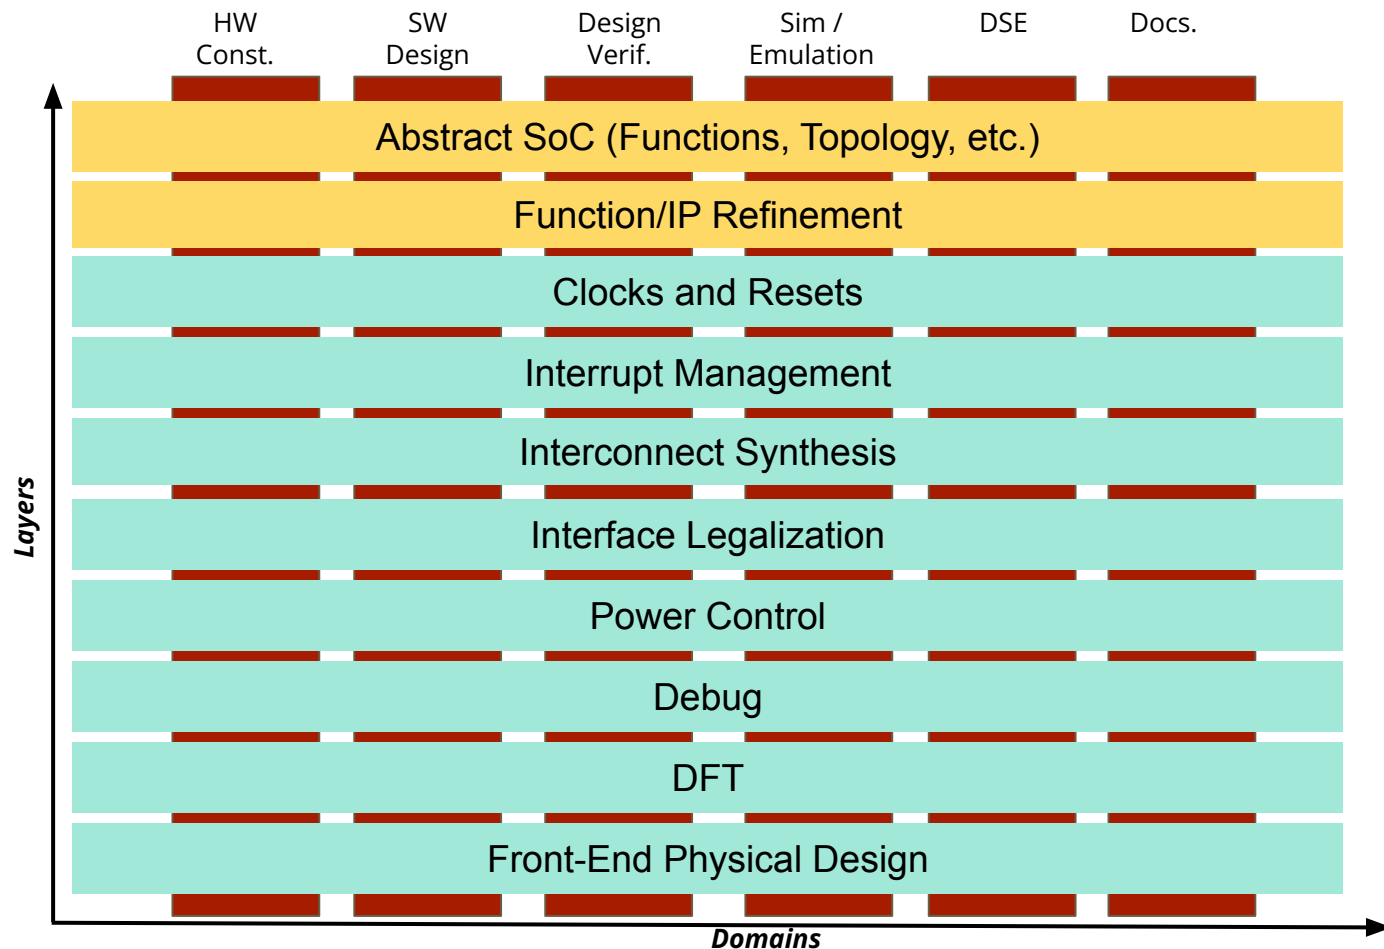 HW
Const.
SW
Design
Design
Verif.
Sim /
Emulation
DSE
Docs.
Abstract SoC (Functions, Topology, etc.)
Function/IP Refinement
Clocks and Resets
Interrupt Management
Interconnect Synthesis
Interface Legalization
Power Control
Debug
DFT
Front-End Physical Design
Layers
Domains